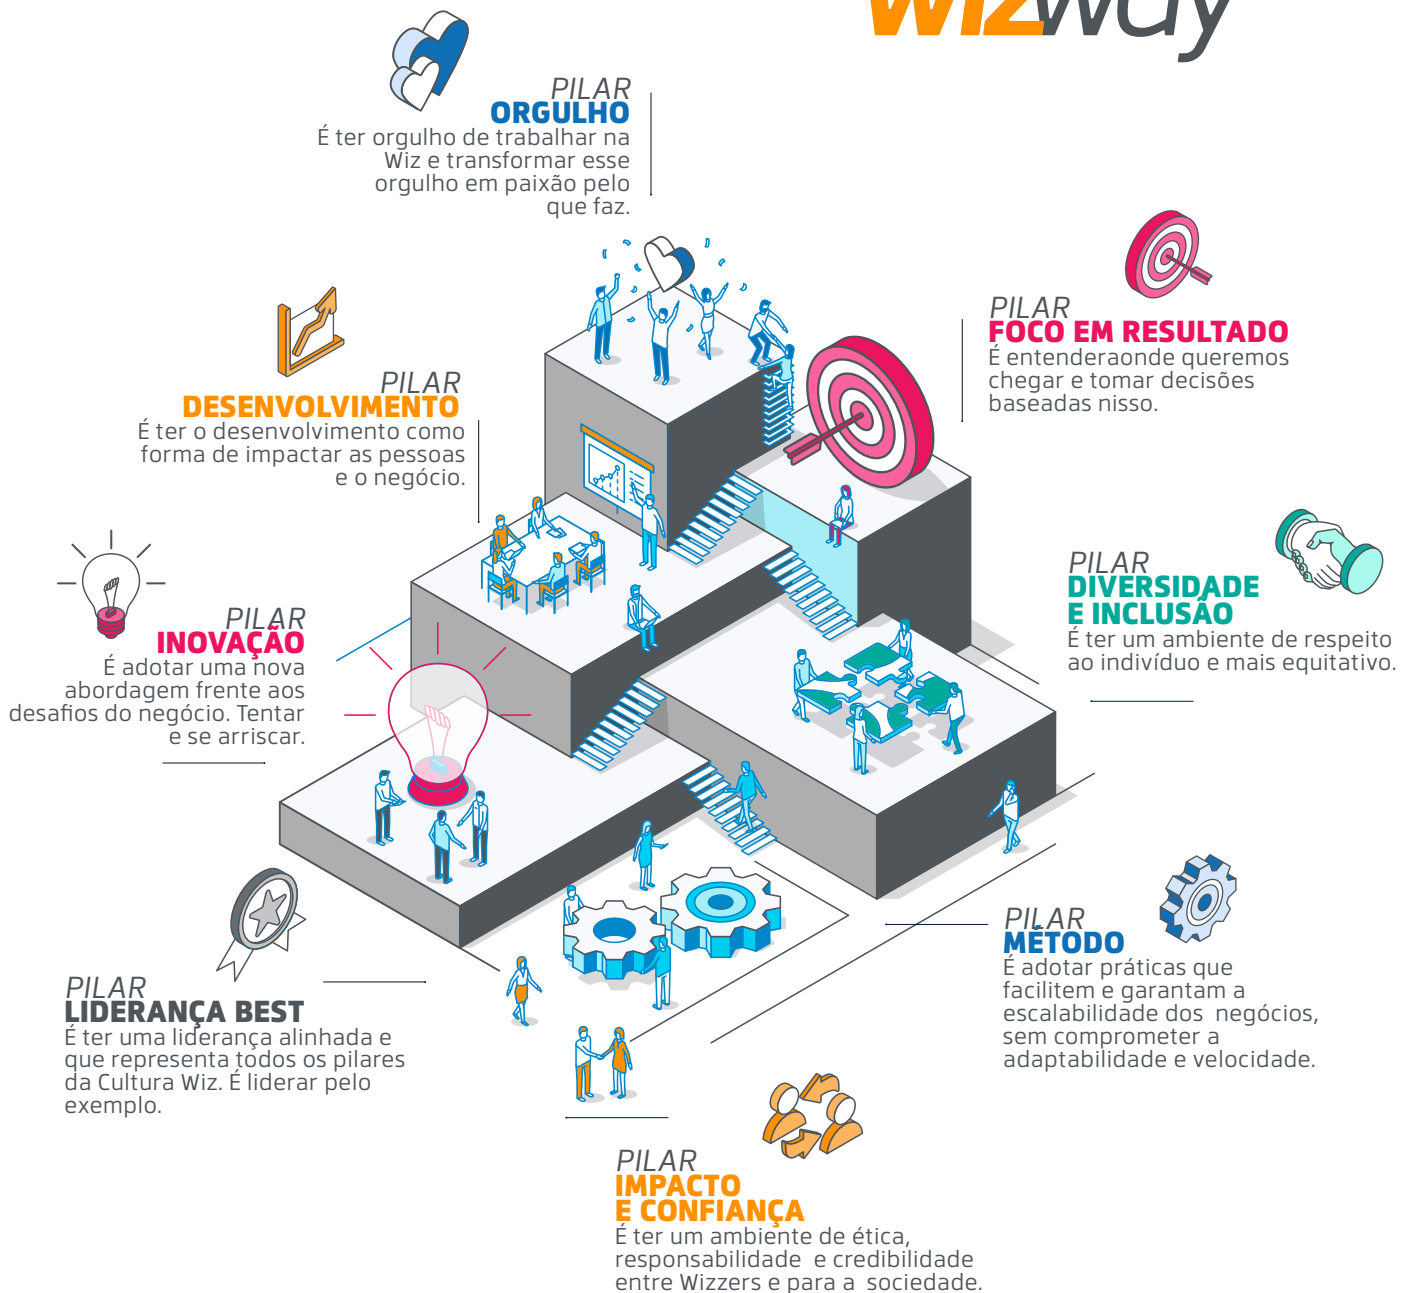 wizway
PILAR
ORGULHO
É ter orgulho de trabalhar na
Wiz e transformar esse
orgulho em paixão pelo
que faz.
PILAR
FOCO EM RESULTADO
É entenderaonde queremos
chegar e tomar decisões
baseadas nisso.
PILAR
DESENVOLVIMENTO
É ter o desenvolvimento como
forma de impactar as pessoas
e o negócio.
PILAR
DIVERSIDADE
E INCLUSÃO
É ter um ambiente de respeito
ao indivíduo e mais equitativo.
PILAR
INOVAÇÃO
É adotar uma nova
abordagem frente aos
desafios do negócio. Tentar
e se arriscar.
PILAR
MÉTODO
É adotar práticas que
facilitem e garantam a
escalabilidade dos negócios,
sem comprometer a
adaptabilidade e velocidade.
PILAR
LIDERANÇA BEST
É ter uma liderança alinhada e
que representa todos os pilares
da Cultura Wiz. É liderar pelo
exemplo.
PILAR
IMPACTO
E CONFIANÇA
É ter um ambiente de ética,
responsabilidade e credibilidade
entre Wizzers e para a sociedade.